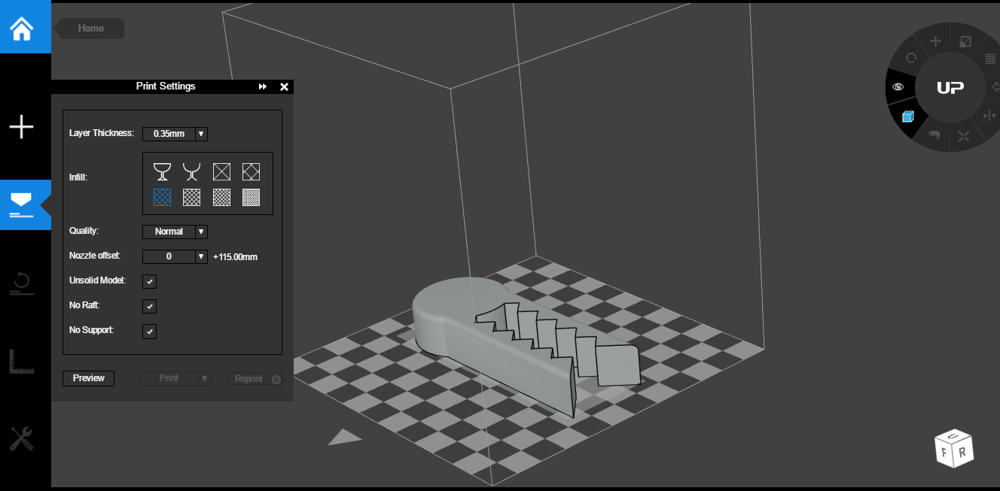 Home
Print Settings
UP
Layer Thickness: 0.35mm
Infill:
Quality: Normal
Nozzle offset: 0 +115.00mm
Unsolid Model:
No Raft:
No Support:
Preview Print Reprint
U
F R